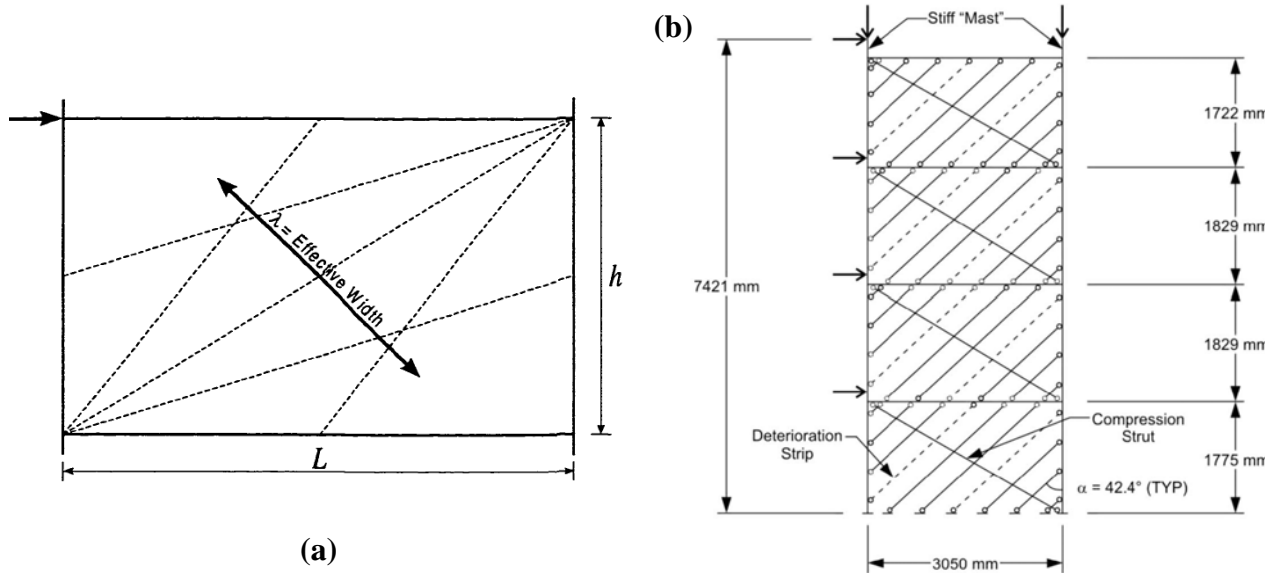 (b)
Stiff “Mast”
λ = Effective Width
h
L
(a)
1722 mm
1829 mm
7421 mm
1829 mm
Deterioration
Strip
Compression
Strut
1775 mm
α = 42.4° (TYP)
3050 mm